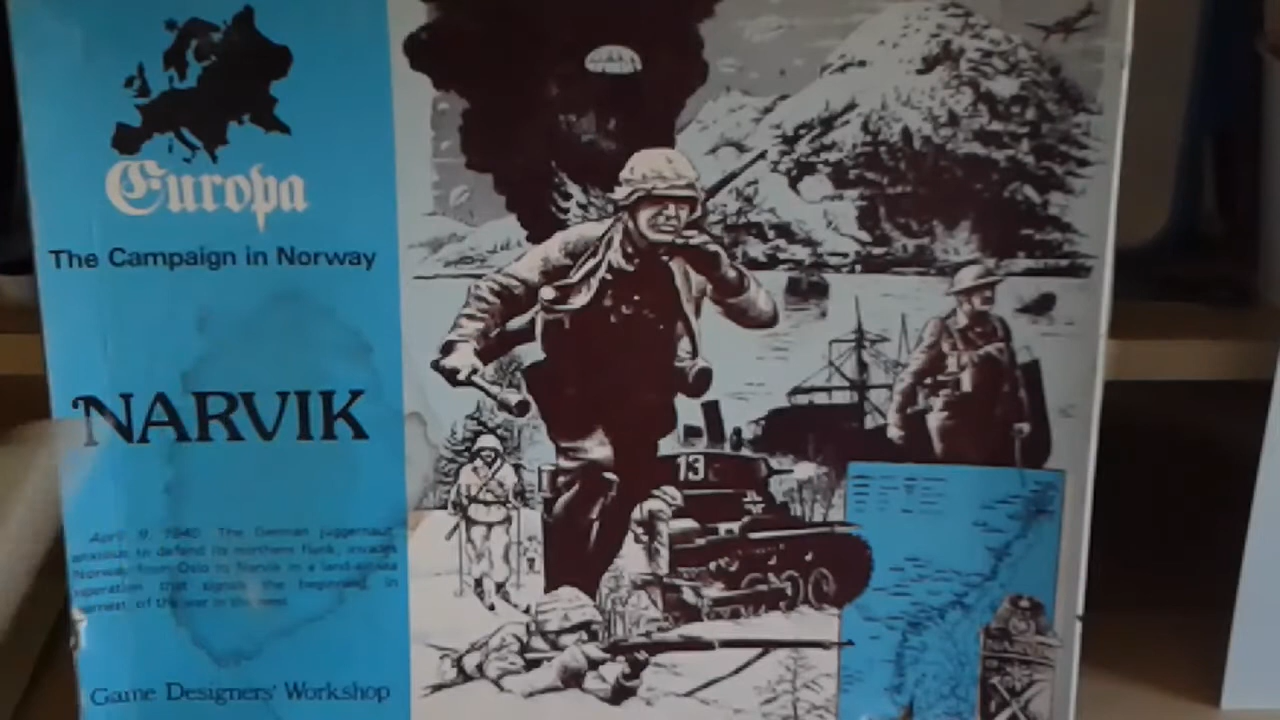 Europa
The Campaign in Norway
NARVIK
April 9, 1940. The German juggernaut,
anxious to defend its northern flank, invades
Norway from Oslo to Narvik in a land-air-sea
operation that signals the beginning, in
earnest, of the war in the west.
Game Designers' Workshop
13